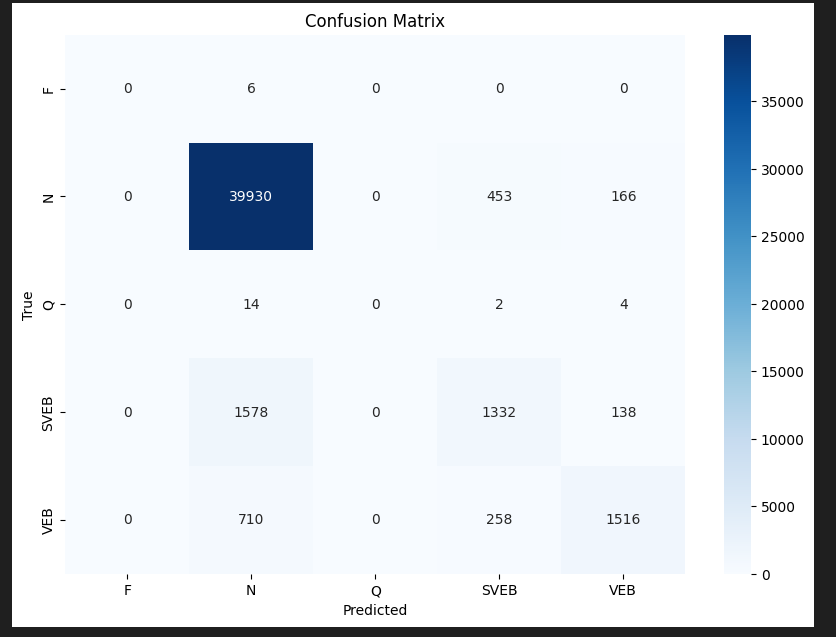 Confusion Matrix
F 0 6 0 0 0
N 0 39930 0 453 166
Q 0 14 0 2 4
SVEB 0 1578 0 1332 138
VEB 0 710 0 258 1516
F N Q SVEB VEB
Predicted
True
35000
30000
25000
20000
15000
10000
5000
0